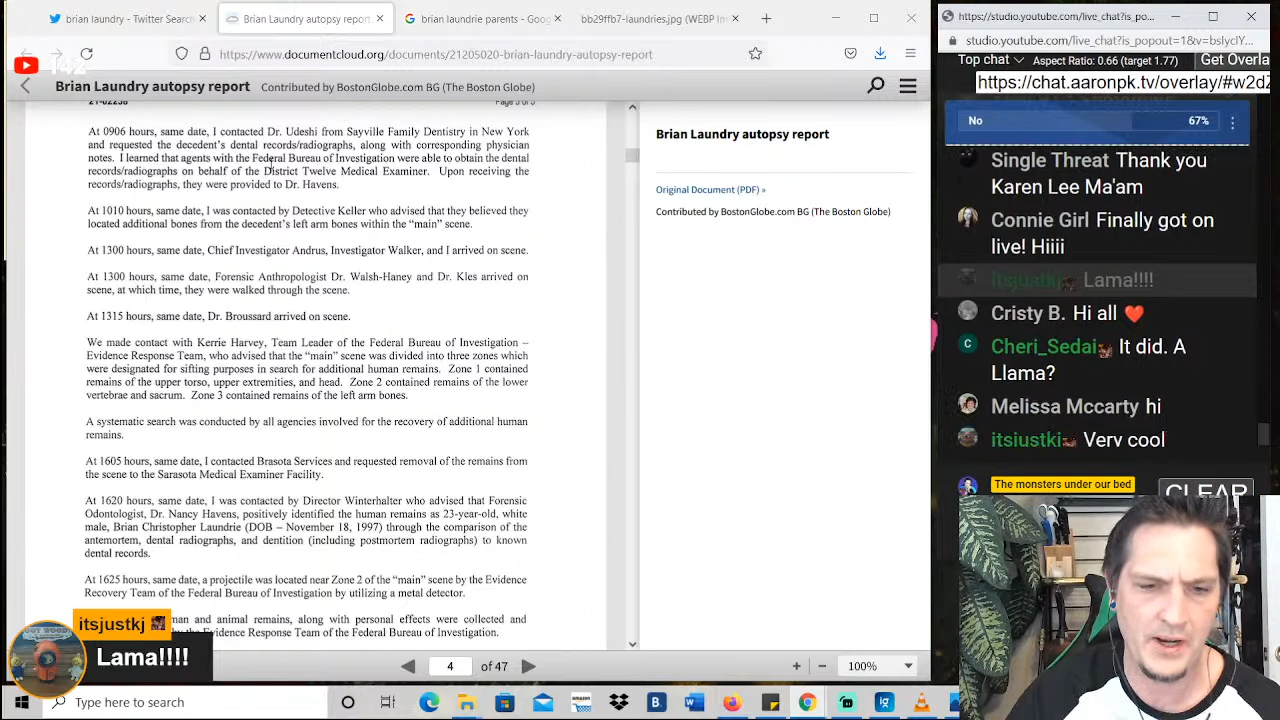 brian laundry - Twitter Search
Brian Laundry autopsy report
brian laundrie parents - Goog
bb29ffb7-laundries.jpg (WEBP Im
https://www.documentcloud.org
brian-laundry-autopsy-report
142
Brian Laundry autopsy report
Contributed by BostonGlobe.com BG (The Boston Globe)
At 0906 hours, same date, I contacted Dr. Udeshi from Sayville Family Dentistry in New York
and requested the decedent's dental records/radiographs, along with corresponding physician
notes. I learned that agents with the Federal Bureau of Investigation were able to obtain the dental
records/radiographs on behalf of the District Twelve Medical Examiner. Upon receiving the
records/radiographs, they were provided to Dr. Havens.
At 1010 hours, same date, I was contacted by Detective Keller who advised that they believed they
located additional bones from the decedent's left arm bones within the "main" scene.
At 1300 hours, same date, Chief Investigator Andrus, Investigator Walker, and I arrived on scene.
At 1300 hours, same date, Forensic Anthropologist Dr. Walsh-Haney and Dr. Kles arrived on
scene, at which time, they were walked through the scene.
At 1315 hours, same date, Dr. Broussard arrived on scene.
We made contact with Kerrie Harvey, Team Leader of the Federal Bureau of Investigation –
Evidence Response Team, who advised that the "main" scene was divided into three zones which
were designated for sifting purposes in search for additional human remains. Zone 1 contained
remains of the upper torso, upper extremities, and head. Zone 2 contained remains of the lower
vertebrae and sacrum. Zone 3 contained remains of the left arm bones.
A systematic search was conducted by all agencies involved for the recovery of additional human
remains.
At 1605 hours, same date, I contacted Brasota Services and requested removal of the remains from
the scene to the Sarasota Medical Examiner Facility.
At 1620 hours, same date, I was contacted by Director Winterer who advised that Forensic
Odontologist, Dr. Nancy Havens, positively identified the human remains as 23-year-old, white
male, Brian Christopher Laundrie (DOB – November 18, 1997) through the comparison of the
antemortem, dental radiographs, and dentition (including postmortem radiographs) to known
dental records.
At 1625 hours, same date, a projectile was located near Zone 2 of the "main" scene by the Evidence
Recovery Team of the Federal Bureau of Investigation by utilizing a metal detector.
man and animal remains, along with personal effects were collected and
Evidence Response Team of the Federal Bureau of Investigation.
Brian Laundry autopsy report
Original Document (PDF) »
Contributed by BostonGlobe.com BG (The Boston Globe)
4 of 47
100%
itsjustkj
Lama!!!!
Type here to search
https://studio.youtube.com/live_chat?is_po...
studio.youtube.com/live_chat?is_popout=1&v=bslyclY...
Top chat
Aspect Ratio: 0.66 (target 1.77)
Get Overla
https://chat.aaronpk.tv/overlay/#w2dZ
No 67%
Single Threat Thank you
Karen Lee Ma'am
Connie Girl Finally got on
live! Hiiii
itsjustkj Lama!!!!
Cristy B. Hi all
Cheri_Sedai It did. A
Llama?
Melissa Mccarty hi
itsjustkj Very cool
The monsters under our bed
CLEAR